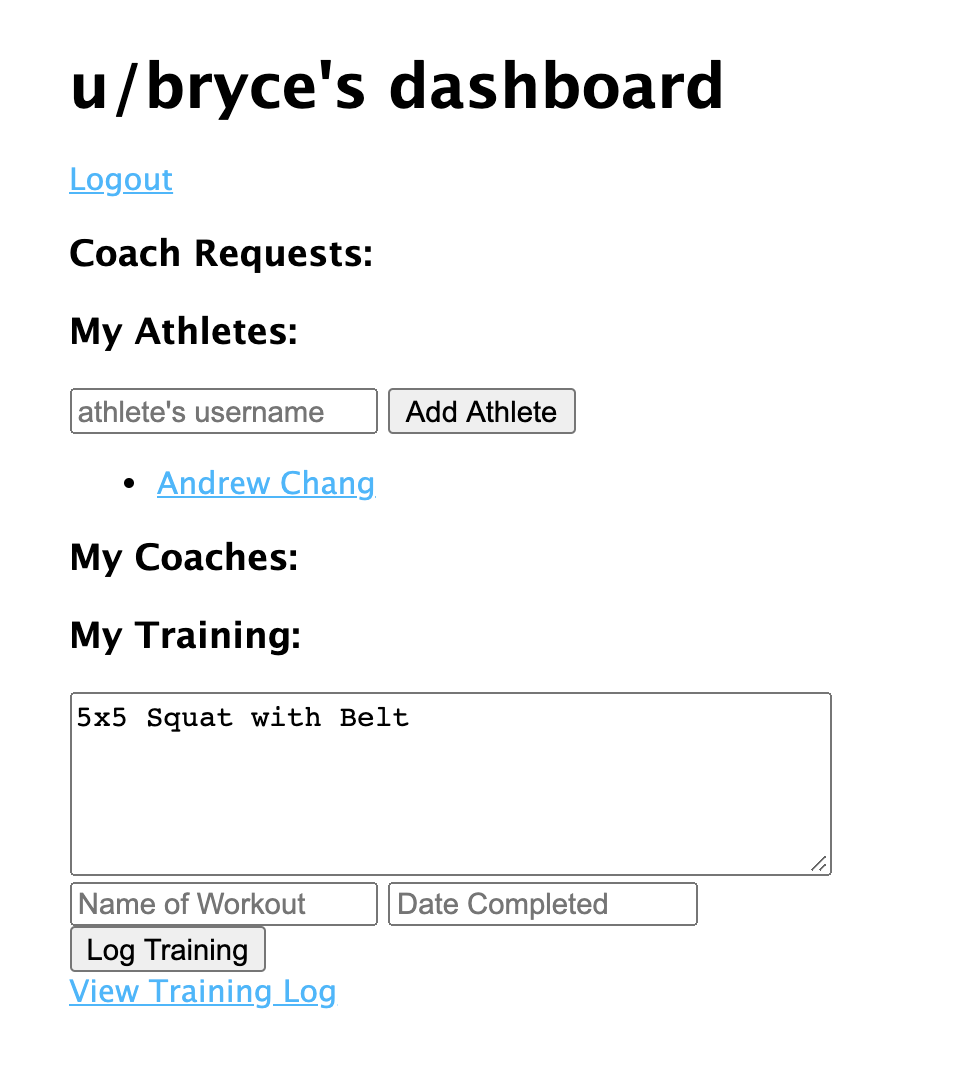 u/bryce's dashboard
Logout
Coach Requests:
My Athletes:
athlete's username Add Athlete
Andrew Chang
My Coaches:
My Training:
5x5 Squat with Belt
Name of Workout Date Completed
Log Training
View Training Log